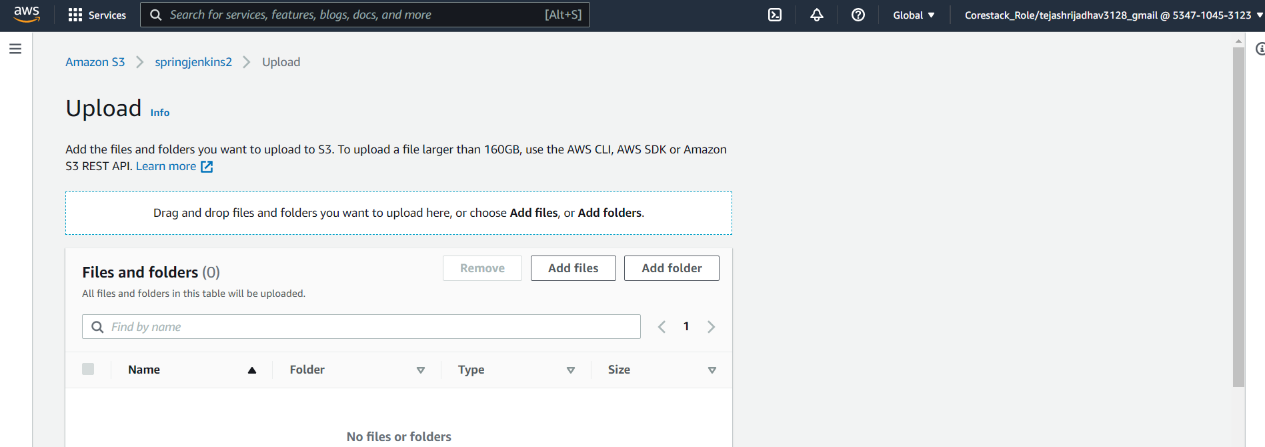 aws Services Search for services, features, blogs, docs, and more [Alt+S] Global ▼ Corestack_Role/tejashrijadhav3128_gmail @ 5347-1045-3123 ▼
Amazon S3 > springjenkins2 > Upload
Upload Info
Add the files and folders you want to upload to S3. To upload a file larger than 160GB, use the AWS CLI, AWS SDK or Amazon
S3 REST API. Learn more
Drag and drop files and folders you want to upload here, or choose Add files, or Add folders.
Files and folders (0) Remove Add files Add folder
All files and folders in this table will be uploaded.
Find by name < 1 >
Name ▲ Folder ▽ Type ▽ Size ▽
No files or folders